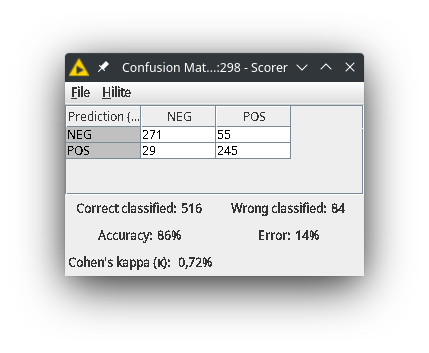 Confusion Mat...:298 - Scorer
File Hilite
Prediction (... NEG POS
NEG 271 55
POS 29 245
Correct classified: 516 Wrong classified: 84
Accuracy: 86% Error: 14%
Cohen's kappa (κ): 0,72%